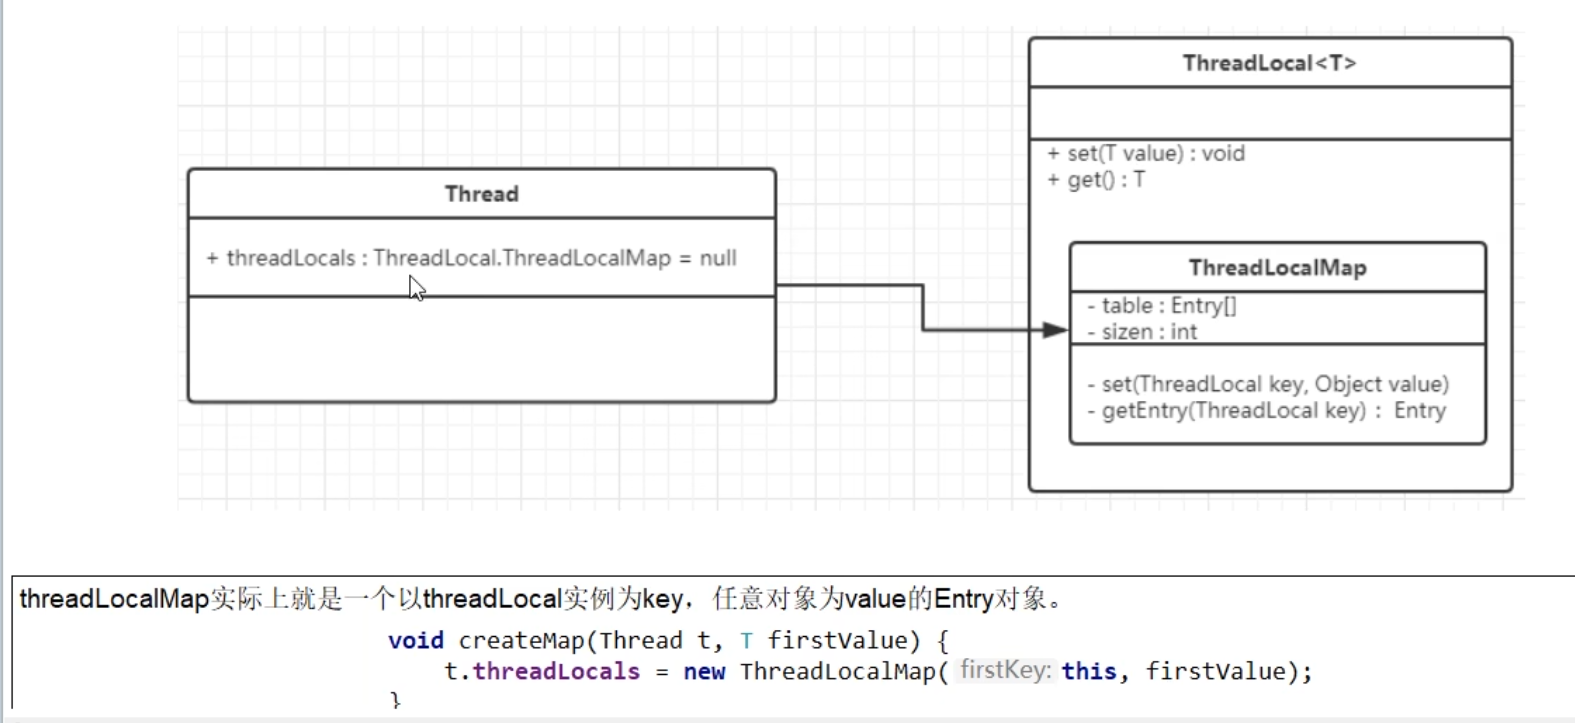 Thread
+ threadLocals : ThreadLocal.ThreadLocalMap = null
ThreadLocal<T>
+ set(T value) : void
+ get() : T
ThreadLocalMap
- table : Entry[]
- sizen : int
- set(ThreadLocal key, Object value)
- getEntry(ThreadLocal key) : Entry
threadLocalMap实际上就是一个以threadLocal实例为key，任意对象为value的Entry对象。
void createMap(Thread t, T firstValue) {
t.threadLocals = new ThreadLocalMap( firstKey: this, firstValue);
}